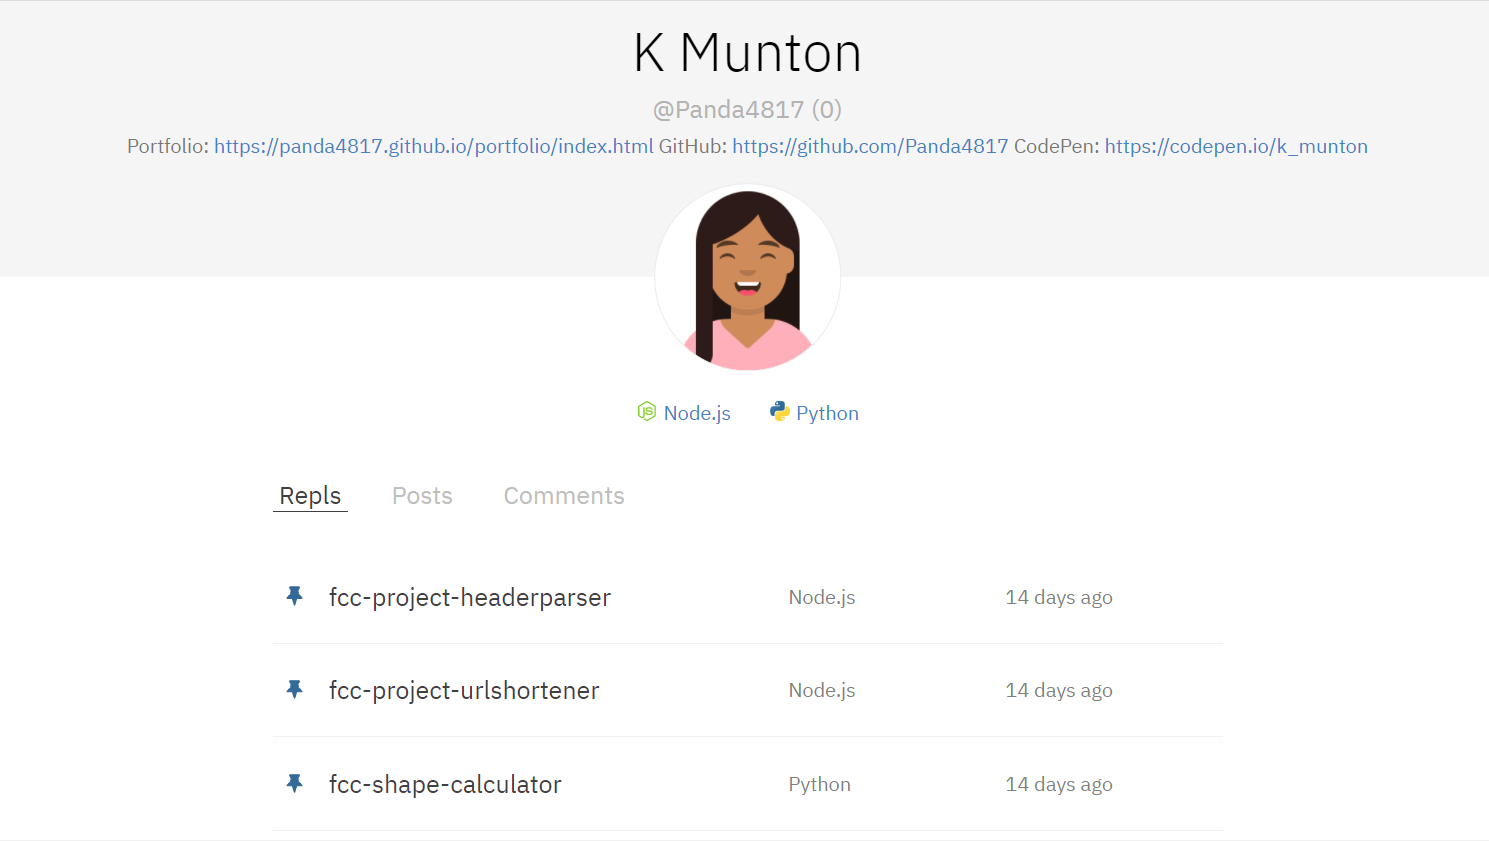 K Munton
@Panda4817 (0)
Portfolio: https://panda4817.github.io/portfolio/index.html GitHub: https://github.com/Panda4817 CodePen: https://codepen.io/k_munton
JS Node.js Python
Repls Posts Comments
fcc-project-headerparser Node.js 14 days ago
fcc-project-urlshortener Node.js 14 days ago
fcc-shape-calculator Python 14 days ago